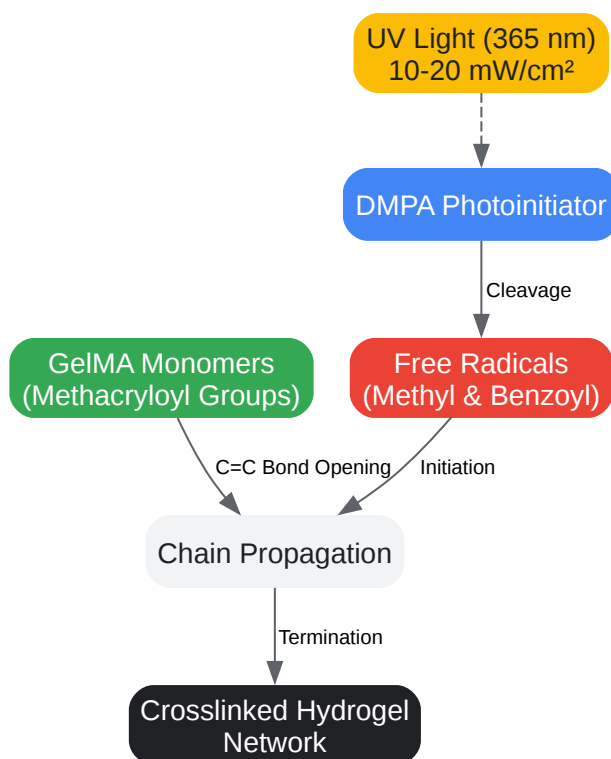 UV Light (365 nm)
10-20 mW/cm²
DMPA Photoinitiator
Cleavage
GelMA Monomers
(Methacryloyl Groups)
Free Radicals
(Methyl & Benzoyl)
C=C Bond Opening
Initiation
Chain Propagation
Termination
Crosslinked Hydrogel
Network